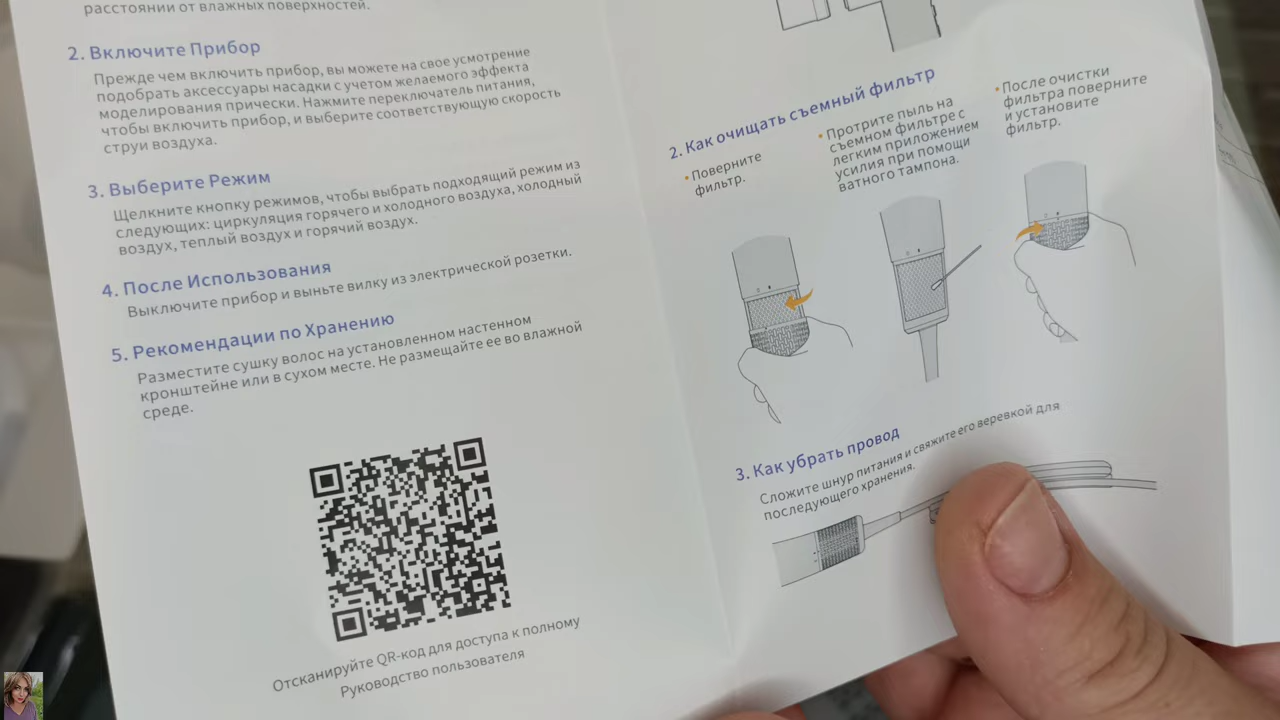 расстоянии от влажных поверхностей.
2. Включите Прибор
Прежде чем включить прибор, вы можете на свое усмотрение
подобрать аксессуары насадки с учетом желаемого эффекта
моделирования прически. Нажмите переключатель питания,
чтобы включить прибор, и выберите соответствующую скорость
струи воздуха.
3. Выберите Режим
Щелкните кнопку режимов, чтобы выбрать подходящий режим из
следующих: циркуляция горячего и холодного воздуха, холодный
воздух, теплый воздух и горячий воздух.
4. После Использования
Выключите прибор и выньте вилку из электрической розетки.
5. Рекомендации по Хранению
Разместите сушку волос на установленном настенном
кронштейне или в сухом месте. Не размещайте ее во влажной
среде.
Отсканируйте QR-код для доступа к полному
Руководство пользователя
2. Как очищать съемный фильтр
• Поверните
фильтр.
• Протрите пыль на
съемном фильтре с
легким приложением
усилия при помощи
ватного тампона.
• После очистки
фильтра поверните
и установите
фильтр.
3. Как убрать провод
Сложите шнур питания и свяжите его веревкой для
последующего хранения.